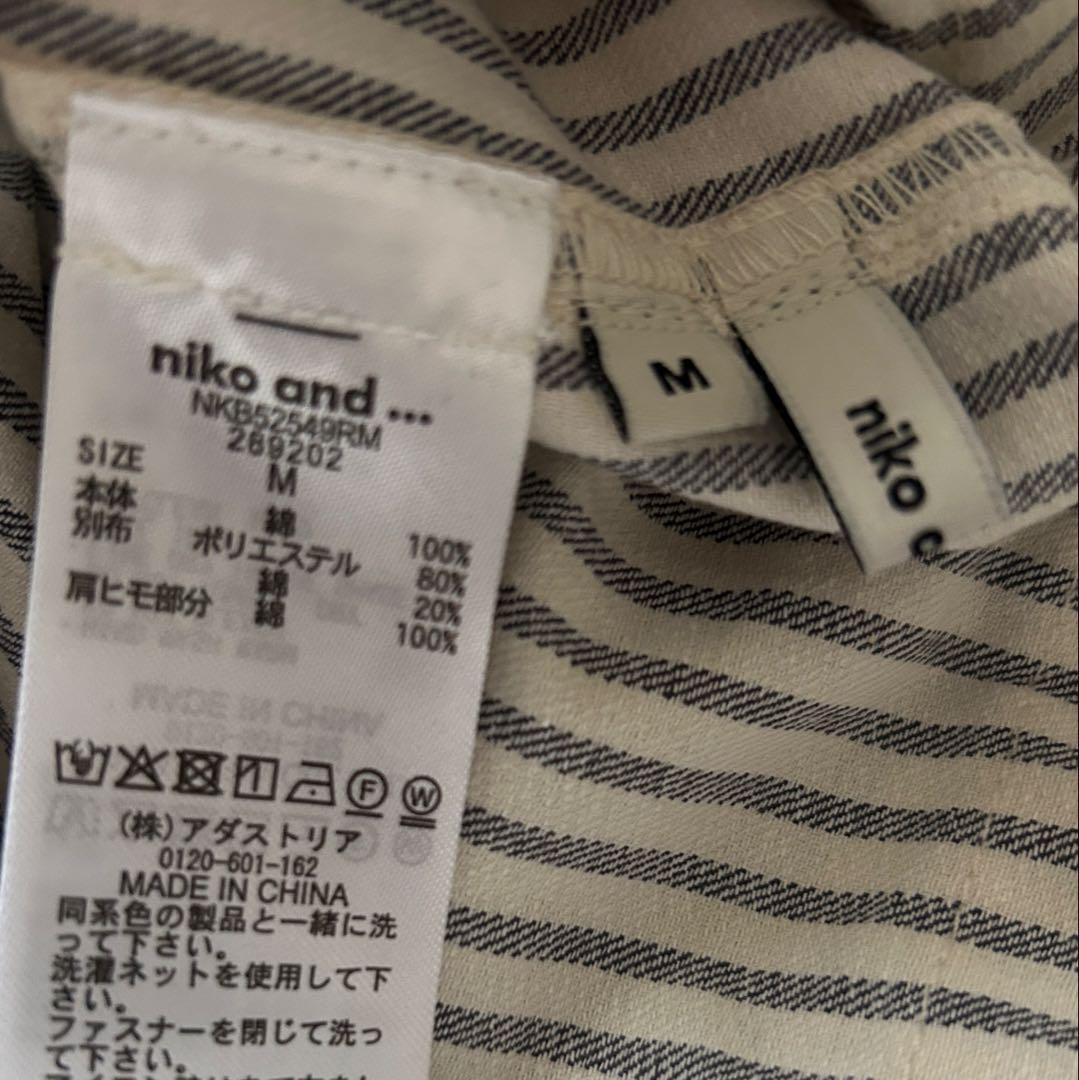 niko and ...
NKB52549RM
269202
SIZE M
本体 綿 100%
別布 ポリエステル 80%
綿 20%
肩ヒモ部分 綿 100%
F W
(株)アダストリア
0120-601-162
MADE IN CHINA
同系色の製品と一緒に洗
って下さい。
洗濯ネットを使用して下
さい。
ファスナーを閉じて洗っ
て下さい。
M
niko